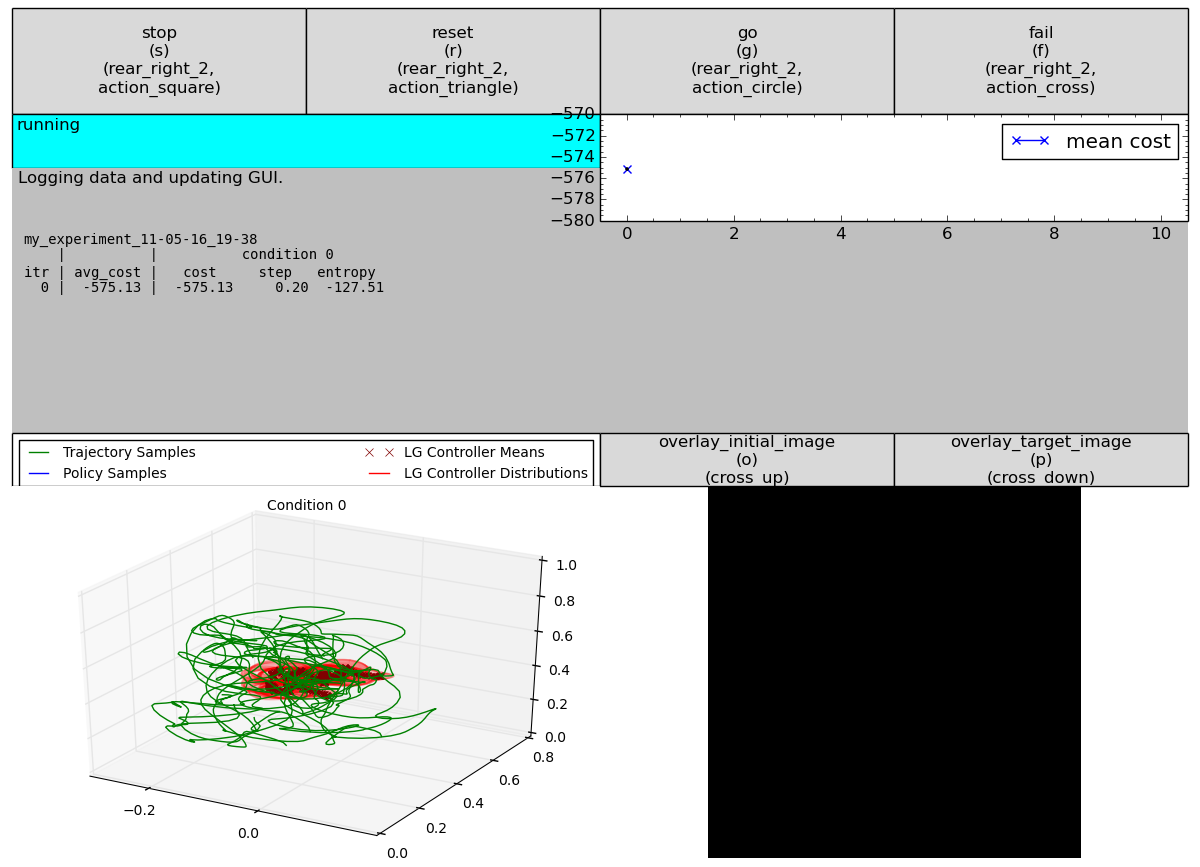 stop
(s)
(rear_right_2,
action_square)
reset
(r)
(rear_right_2,
action_triangle)
go
(g)
(rear_right_2,
action_circle)
fail
(f)
(rear_right_2,
action_cross)
running
Logging data and updating GUI.
−570
−572
−574
−576
−578
−580
mean cost
0 2 4 6 8 10
my_experiment_11-05-16_19-38
| | condition 0
itr | avg_cost | cost step entropy
0 | -575.13 | -575.13 0.20 -127.51
Trajectory Samples
Policy Samples
LG Controller Means
LG Controller Distributions
overlay_initial_image
(o)
(cross_up)
overlay_target_image
(p)
(cross_down)
Condition 0
1.0
0.8
0.6
0.4
0.2
0.0
0.8
0.6
0.4
0.2
0.0
−0.2
0.0